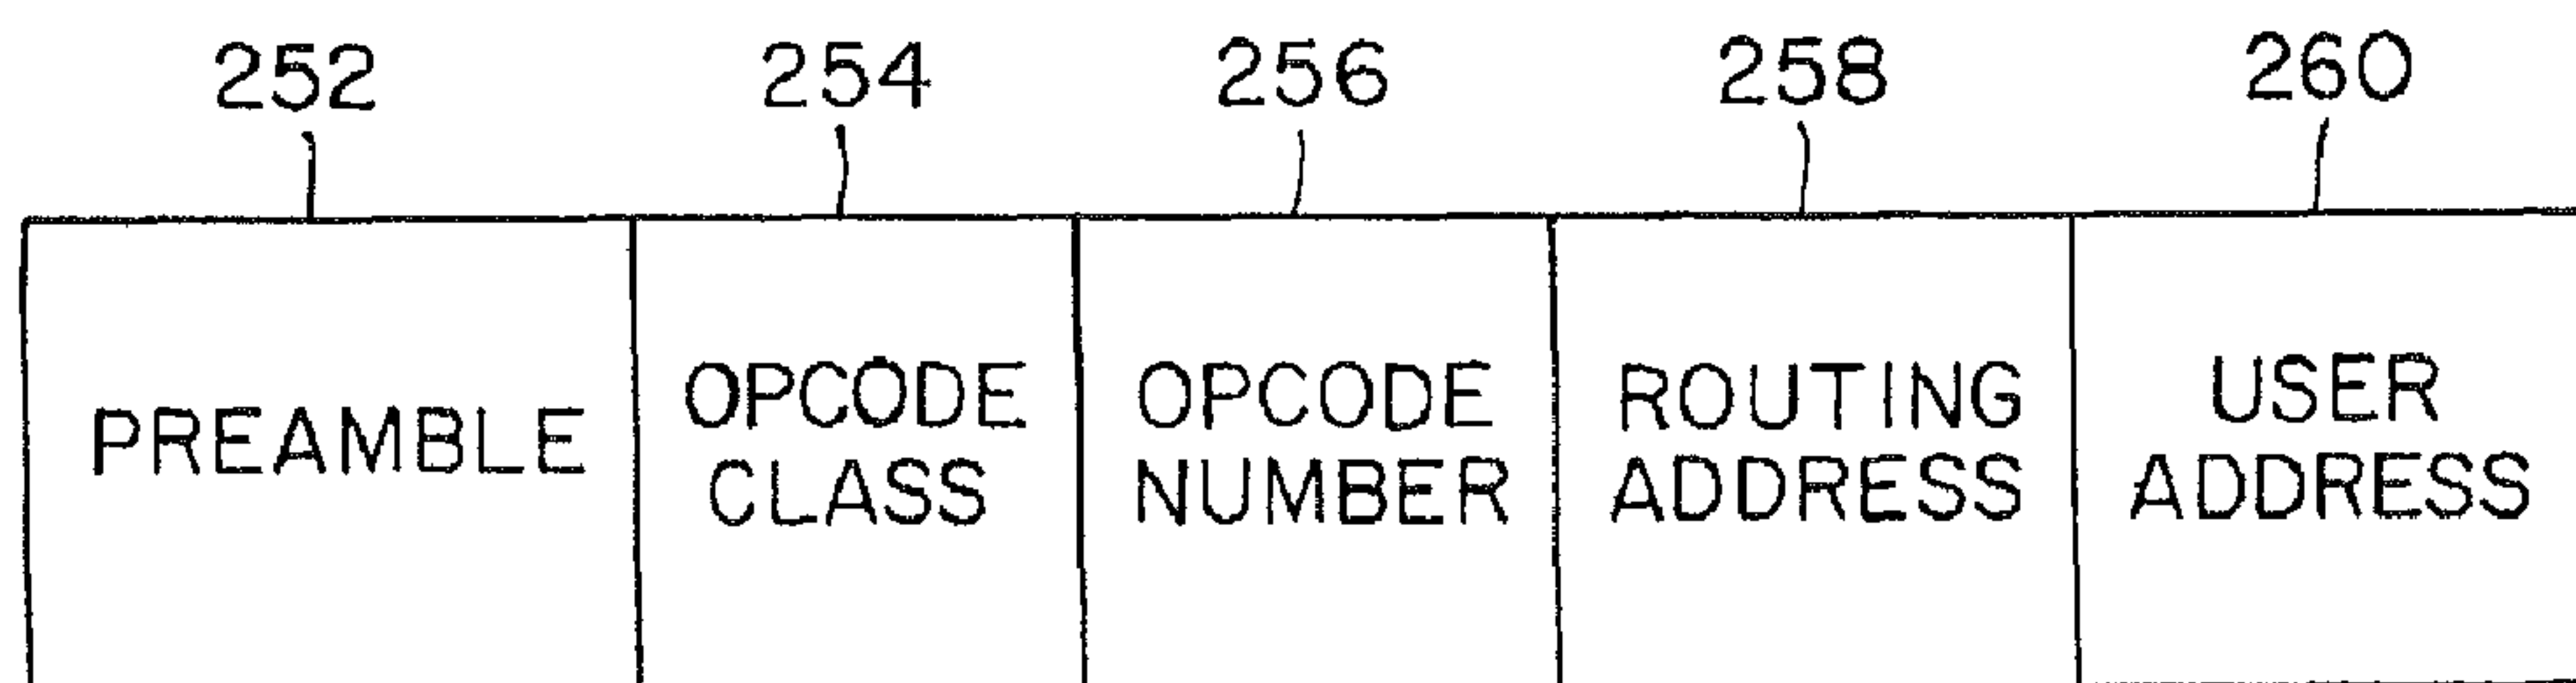 252 254 256 258 260
PREAMBLE
OPCODE
CLASS
OPCODE
NUMBER
ROUTING
ADDRESS
USER
ADDRESS